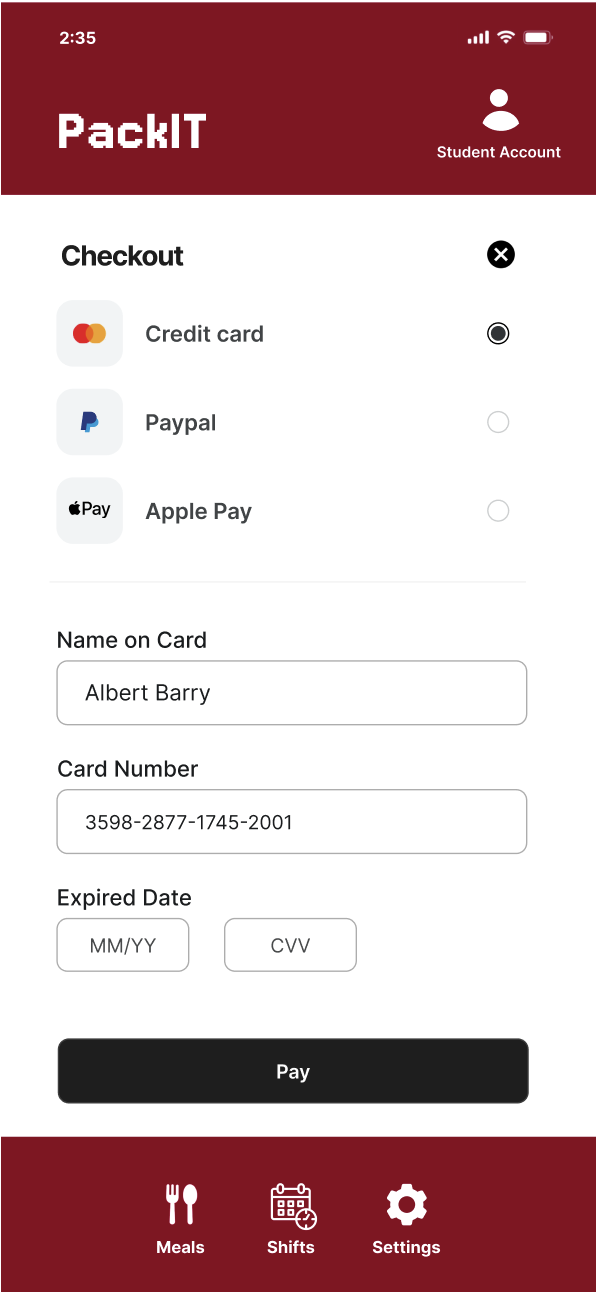 2:35
PackIT
Student Account
Checkout
Credit card
Paypal
Pay
Apple Pay
Name on Card
Albert Barry
Card Number
3598-2877-1745-2001
Expired Date
MM/YY CVV
Pay
Meals Shifts Settings